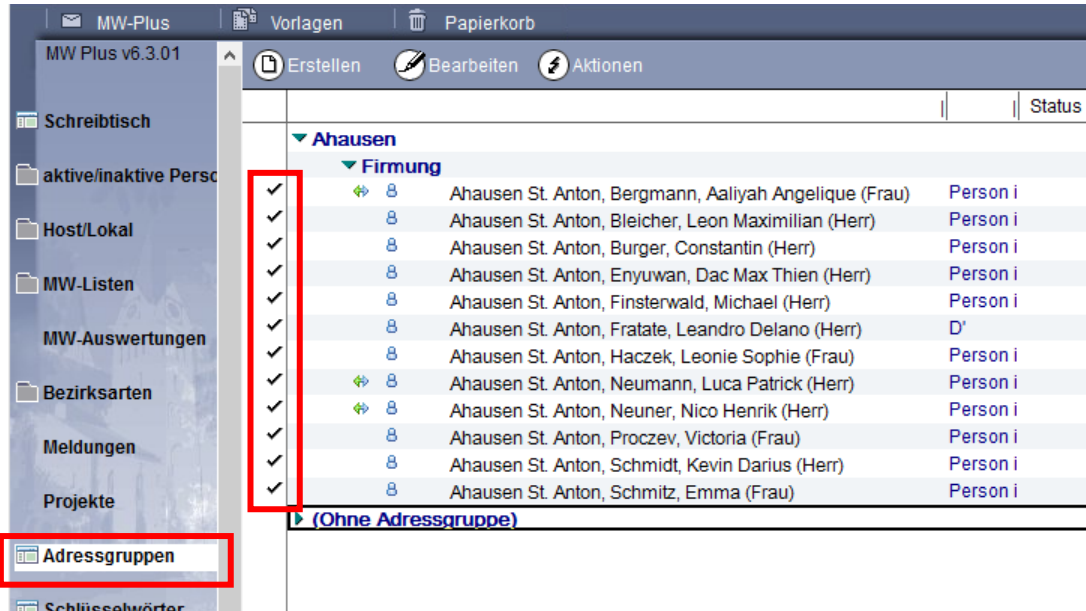 MW-Plus Vorlagen Papierkorb
MW Plus v6.3.01
Erstellen Bearbeiten Aktionen
Status
Schreibtisch
aktive/inaktive Perso
Host/Lokal
MW-Listen
MW-Auswertungen
Bezirksarten
Meldungen
Projekte
Adressgruppen
Schlüsselwörter
Ahausen
Firmung
Ahausen St. Anton, Bergmann, Aaliyah Angelique (Frau) Person i
Ahausen St. Anton, Bleicher, Leon Maximilian (Herr) Person i
Ahausen St. Anton, Burger, Constantin (Herr) Person i
Ahausen St. Anton, Enyuwan, Dac Max Thien (Herr) Person i
Ahausen St. Anton, Finsterwald, Michael (Herr) Person i
Ahausen St. Anton, Fratate, Leandro Delano (Herr) D'
Ahausen St. Anton, Haczek, Leonie Sophie (Frau) Person i
Ahausen St. Anton, Neumann, Luca Patrick (Herr) Person i
Ahausen St. Anton, Neuner, Nico Henrik (Herr) Person i
Ahausen St. Anton, Proczev, Victoria (Frau) Person i
Ahausen St. Anton, Schmidt, Kevin Darius (Herr) Person i
Ahausen St. Anton, Schmitz, Emma (Frau) Person i
(Ohne Adressgruppe)